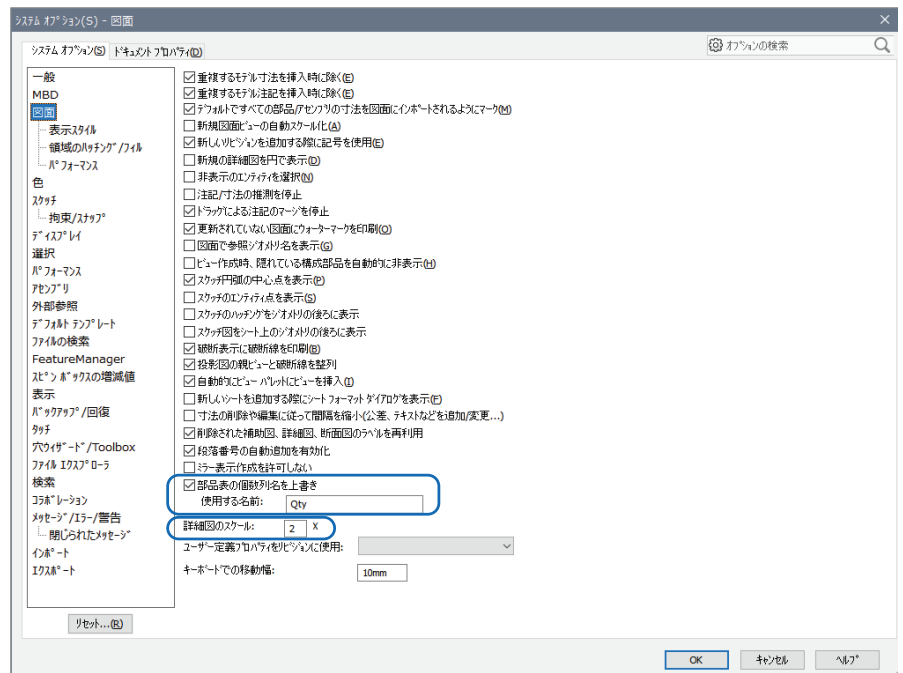 システム オプション(S) - 図面
システム オプション(S)
ドキュメント プロパティ(D)
オプションの検索
一般
MBD
図面
表示スタイル
領域のハッチング/フィル
パフォーマンス
色
スケッチ
拘束/スナップ
ディスプレイ
選択
パフォーマンス
アセンブリ
外部参照
デフォルト テンプレート
ファイルの検索
FeatureManager
スピン ボックスの増減値
表示
バックアップ/回復
タッチ
穴ウィザード/Toolbox
ファイル エクスプローラ
検索
コラボレーション
メッセージ/エラー/警告
閉じられたメッセージ
インポート
エクスポート
リセット...(R)
重複するモデル寸法を挿入時に除く(E)
重複するモデル注記を挿入時に除く(E)
デフォルトですべての部品/アセンブリの寸法を図面にインポートされるようにマーク(M)
新規図面ビューの自動スケール化(A)
新しいリビジョンを追加する際に記号を使用(E)
新規の詳細図を円で表示(D)
非表示のエンティティを選択(N)
注記/寸法の推測を停止
ドラッグによる注記のマージを停止
更新されていない図面にウォーターマークを印刷(O)
図面で参照ジオメトリ名を表示(G)
ビュー作成時、隠れている構成部品を自動的に非表示(H)
スケッチ円弧の中心点を表示(P)
スケッチのエンティティ点を表示(S)
スケッチのハッチングをジオメトリの後ろに表示
スケッチ図をシート上のジオメトリの後ろに表示
破断表示に破断線を印刷(B)
投影図の親ビューと破断線を整列
自動的にビュー パレットにビューを挿入(I)
新しいシートを追加する際にシート フォーマット ダイアログを表示(F)
寸法の削除や編集に従って間隔を縮小(公差、テキストなどを追加/変更...)
削除された補助図、詳細図、断面図のラベルを再利用
段落番号の自動追加を有効化
ミラー表示作成を許可しない
部品表の個数列名を上書き
使用する名前: Qty
詳細図のスケール: 2 X
ユーザー定義プロパティをリビジョンに使用:
キーボードでの移動幅: 10mm
OK
キャンセル
ヘルプ